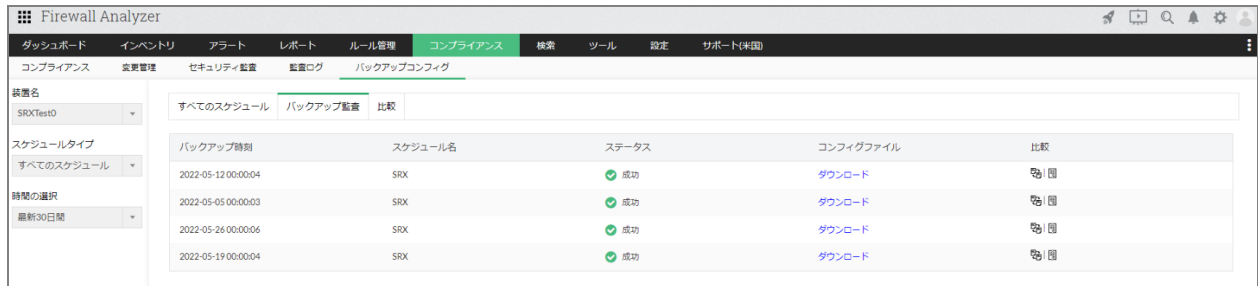 Firewall Analyzer
ダッシュボード インベントリ アラート レポート ルール管理 コンプライアンス 検索 ツール 設定 サポート(米国)
コンプライアンス 変更管理 セキュリティ監査 監査ログ バックアップコンフィグ
装置名
SRXTest0
スケジュールタイプ
すべてのスケジュール
時間の選択
最新30日間
すべてのスケジュール バックアップ監査 比較
バックアップ時刻 スケジュール名 ステータス コンフィグファイル 比較
2022-05-12 00:00:04 SRX 成功 ダウンロード
2022-05-05 00:00:03 SRX 成功 ダウンロード
2022-05-26 00:00:06 SRX 成功 ダウンロード
2022-05-19 00:00:04 SRX 成功 ダウンロード